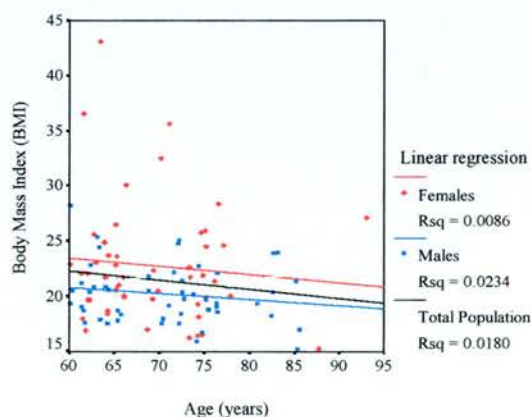 45
40
35
30
25
20
15
Body Mass Index (BMI)
60 65 70 75 80 85 90 95
Age (years)
Linear regression
Females
Rsq = 0.0086
Males
Rsq = 0.0234
Total Population
Rsq = 0.0180